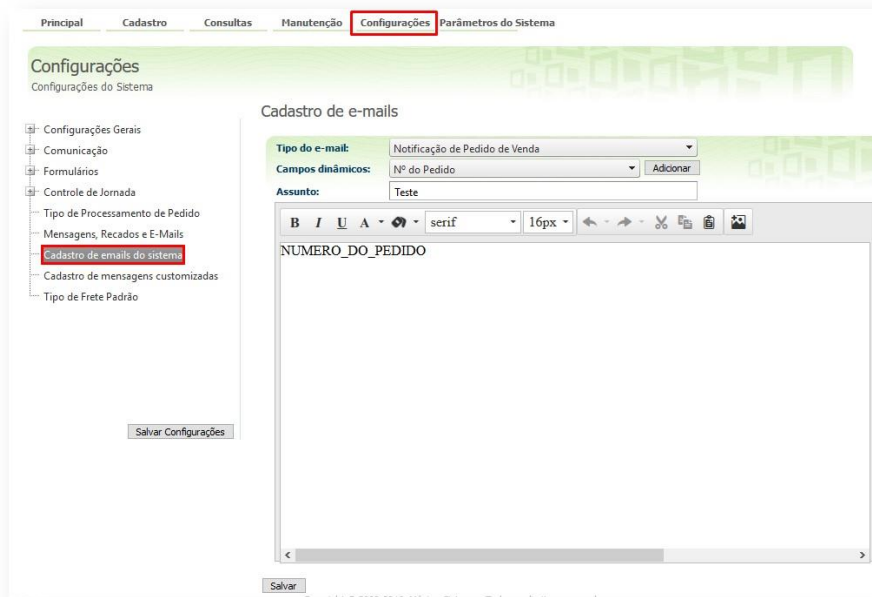 Principal Cadastro Consultas Manutenção Configurações Parâmetros do Sistema
Configurações
Configurações do Sistema
Configurações Gerais
Comunicação
Formulários
Controle de Jornada
Tipo de Processamento de Pedido
Mensagens, Recados e E-Mails
Cadastro de emails do sistema
Cadastro de mensagens customizadas
Tipo de Frete Padrão
Salvar Configurações
Cadastro de e-mails
Tipo do e-mail: Notificação de Pedido de Venda
Campos dinâmicos: Nº do Pedido Adicionar
Assunto: Teste
B I U A serif 16px
NUMERO_DO_PEDIDO
Salvar